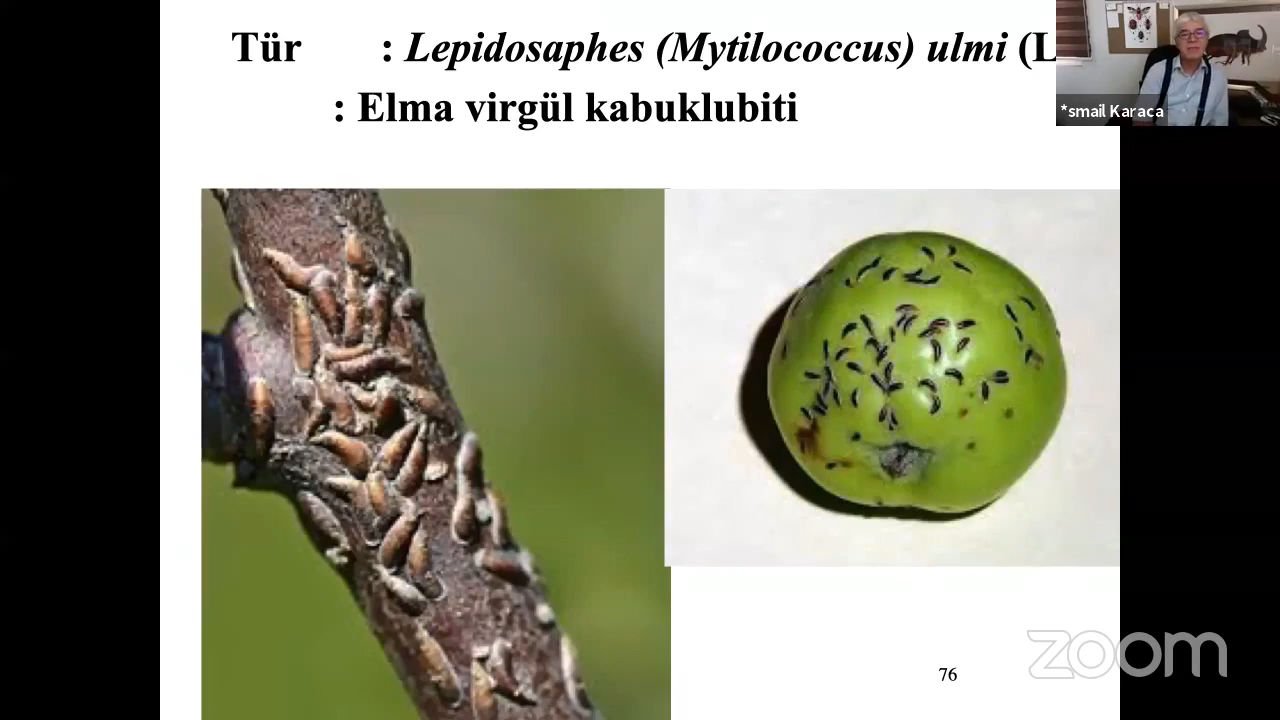 Tür : Lepidosaphes (Mytilococcus) ulmi (L
: Elma virgül kabuklubiti
*smail Karaca
76
zoom